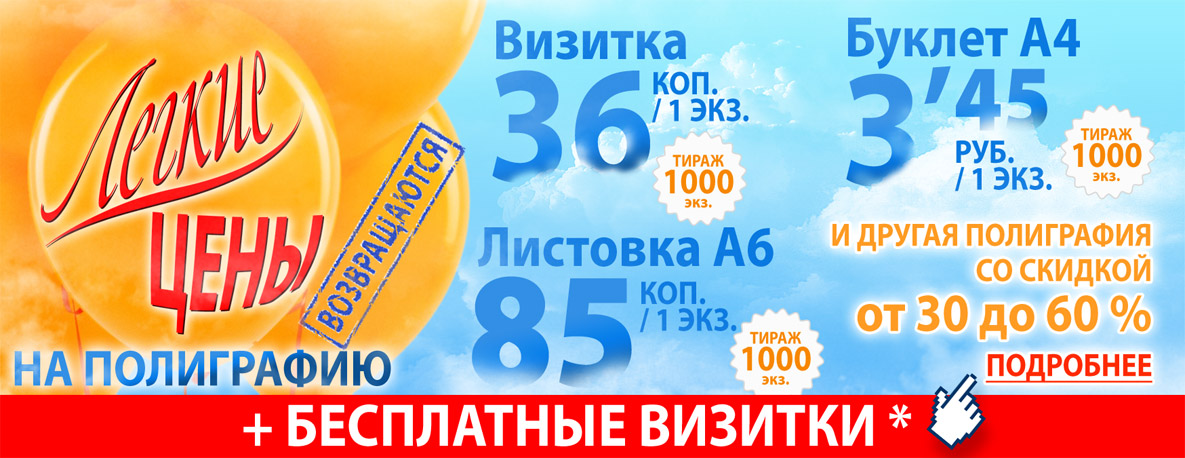 Легкие
ЦЕНЫ
ВОЗВРАЩАЮТСЯ
НА ПОЛИГРАФИЮ
Визитка
36 КОП.
/ 1 ЭКЗ.
ТИРАЖ
1000
ЭКЗ.
Листовка А6
85 КОП.
/ 1 ЭКЗ.
ТИРАЖ
1000
ЭКЗ.
Буклет А4
3’45
РУБ.
/ 1 ЭКЗ.
ТИРАЖ
1000
ЭКЗ.
И ДРУГАЯ ПОЛИГРАФИЯ
СО СКИДКОЙ
от 30 до 60 %
ПОДРОБНЕЕ
+ БЕСПЛАТНЫЕ ВИЗИТКИ *